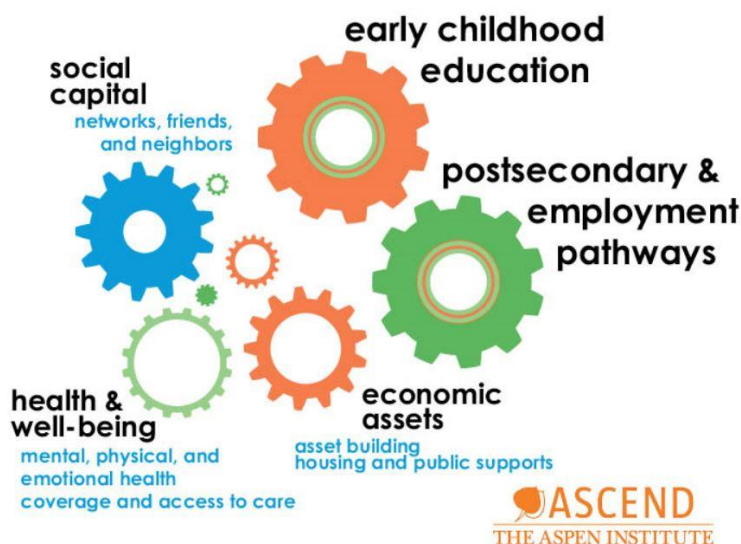 early childhood
education
social
capital
networks, friends,
and neighbors
postsecondary &
employment
pathways
economic
assets
asset building
housing and public supports
health &
well-being
mental, physical, and
emotional health
coverage and access to care
ASCEND
THE ASPEN INSTITUTE